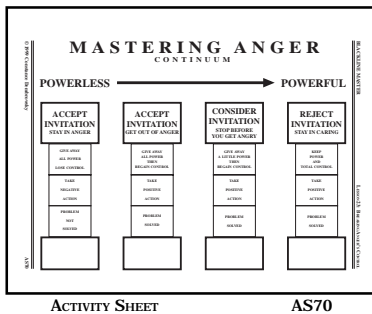 MASTERING ANGER
CONTINUUM
POWERLESS
POWERFUL
ACCEPT
INVITATION
STAY IN ANGER
GIVE AWAY
ALL POWER
LOSE CONTROL
TAKE
NEGATIVE
ACTION
PROBLEM
NOT
SOLVED
ACCEPT
INVITATION
GET OUT OF ANGER
GIVE AWAY
ALL POWER
THEN
REGAIN CONTROL
TAKE
POSITIVE
ACTION
PROBLEM
SOLVED
CONSIDER
INVITATION
STOP BEFORE
YOU GET ANGRY
GIVE AWAY
A LITTLE POWER
THEN
REGAIN CONTROL
TAKE
POSITIVE
ACTION
PROBLEM
SOLVED
REJECT
INVITATION
STAY IN CARING
KEEP
POWER
AND
TOTAL CONTROL
TAKE
POSITIVE
ACTION
PROBLEM
SOLVED
BLACKLINE MASTER
AS70
ACTIVITY SHEET
AS70